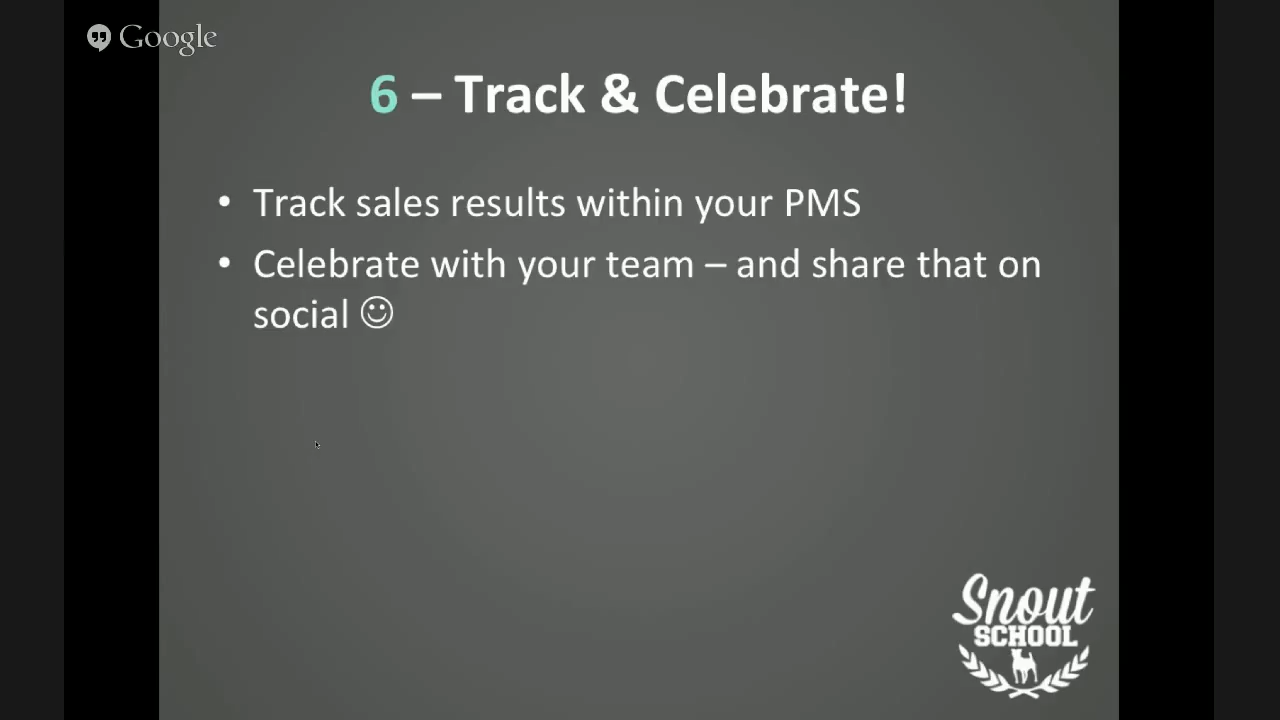 Google
6 – Track & Celebrate!
• Track sales results within your PMS
• Celebrate with your team – and share that on
social ☺
Snout
SCHOOL